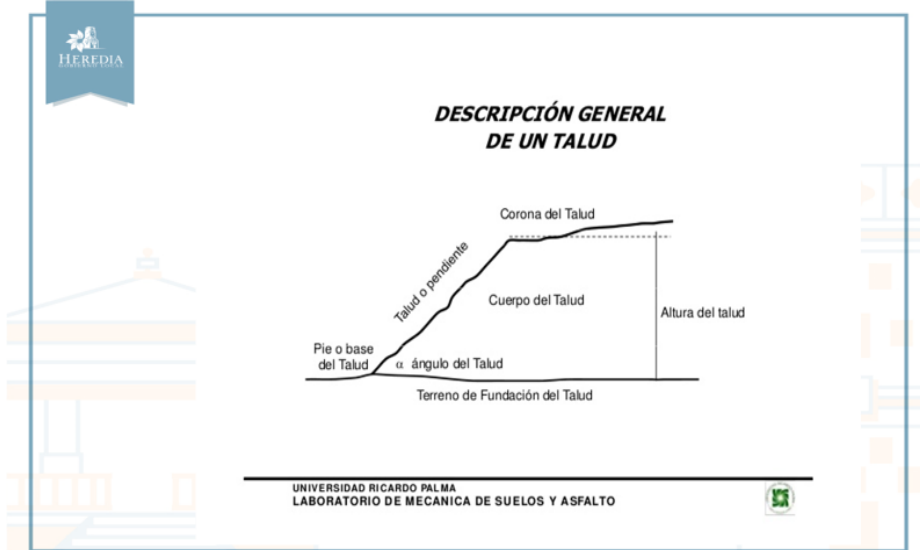 HEREDIA
DESCRIPCIÓN GENERAL
DE UN TALUD
Corona del Talud
Talud o pendiente
Cuerpo del Talud
Altura del talud
Pie o base
del Talud
α ángulo del Talud
Terreno de Fundación del Talud
UNIVERSIDAD RICARDO PALMA
LABORATORIO DE MECANICA DE SUELOS Y ASFALTO